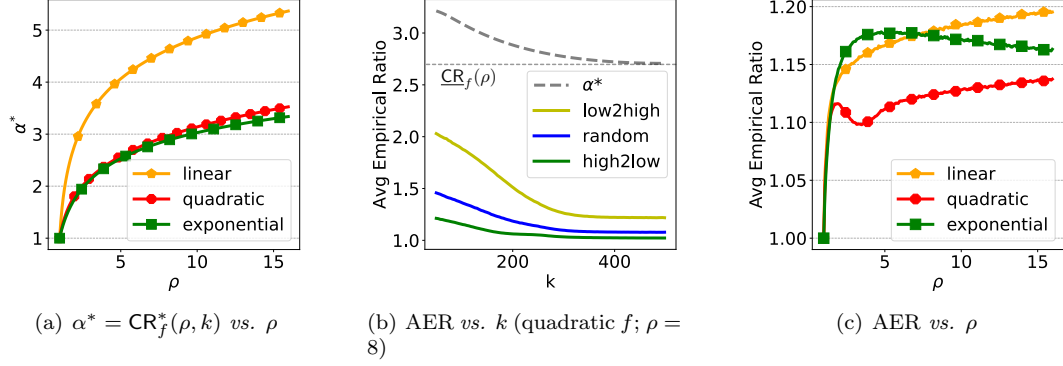 5
4
3
2
1
α*
5
10
15
ρ
linear
quadratic
exponential
(a) α* = CR*f(ρ, k) vs. ρ
3.0
2.5
2.0
1.5
1.0
Avg Empirical Ratio
CRf(ρ)
α*
low2high
random
high2low
200
400
k
(b) AER vs. k (quadratic f; ρ =
8)
1.20
1.15
1.10
1.05
1.00
Avg Empirical Ratio
5
10
15
ρ
linear
quadratic
exponential
(c) AER vs. ρ